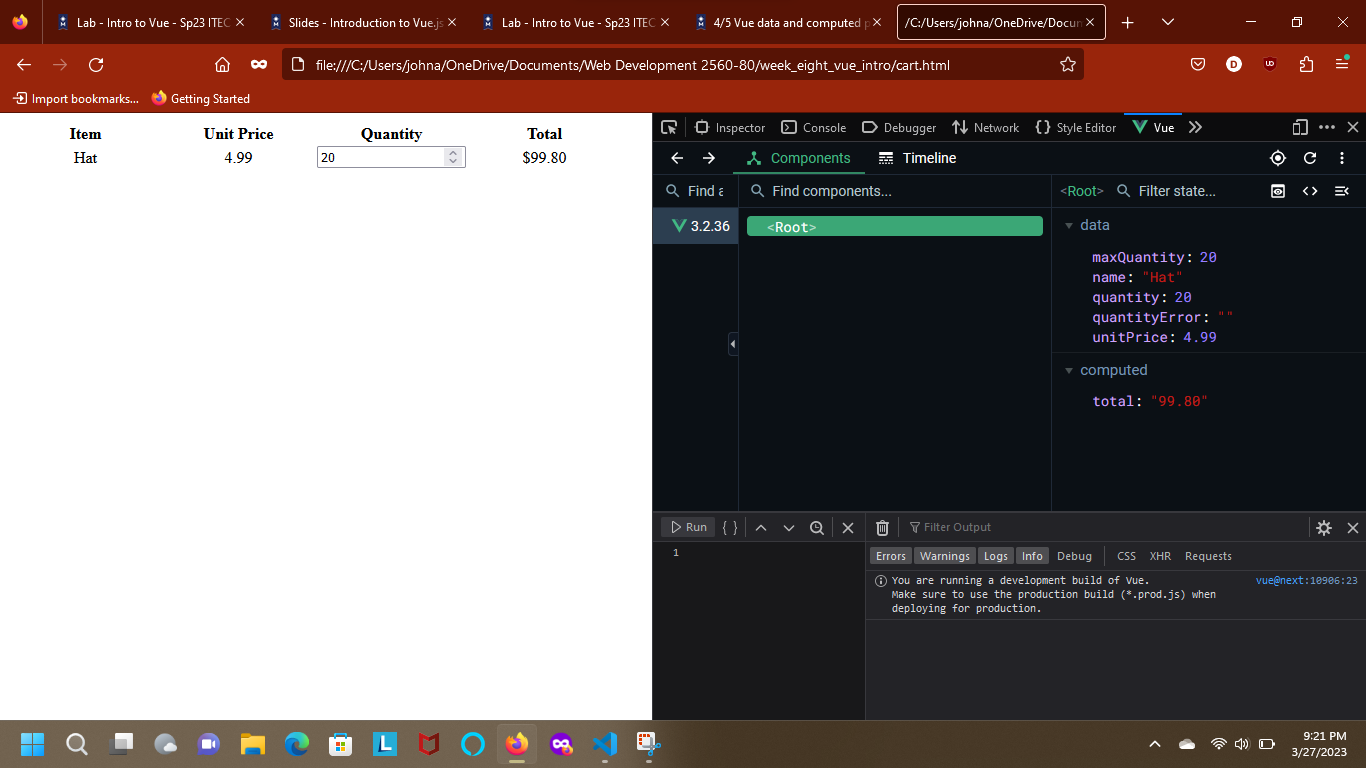 Lab - Intro to Vue - Sp23 ITEC
Slides - Introduction to Vue.js
Lab - Intro to Vue - Sp23 ITEC
4/5 Vue data and computed p
/C:/Users/johna/OneDrive/Docum
file:///C:/Users/johna/OneDrive/Documents/Web Development 2560-80/week_eight_vue_intro/cart.html
Import bookmarks...
Getting Started
Item Unit Price Quantity Total
Hat 4.99 20 $99.80
Inspector Console Debugger Network Style Editor Vue
Components Timeline
Find a
Find components...
<Root> Filter state...
3.2.36
<Root>
data
maxQuantity: 20
name: "Hat"
quantity: 20
quantityError: ""
unitPrice: 4.99
computed
total: "99.80"
Run { }
Filter Output
1
Errors Warnings Logs Info Debug CSS XHR Requests
You are running a development build of Vue. vue@next:10906:23
Make sure to use the production build (*.prod.js) when
deploying for production.
9:21 PM
3/27/2023